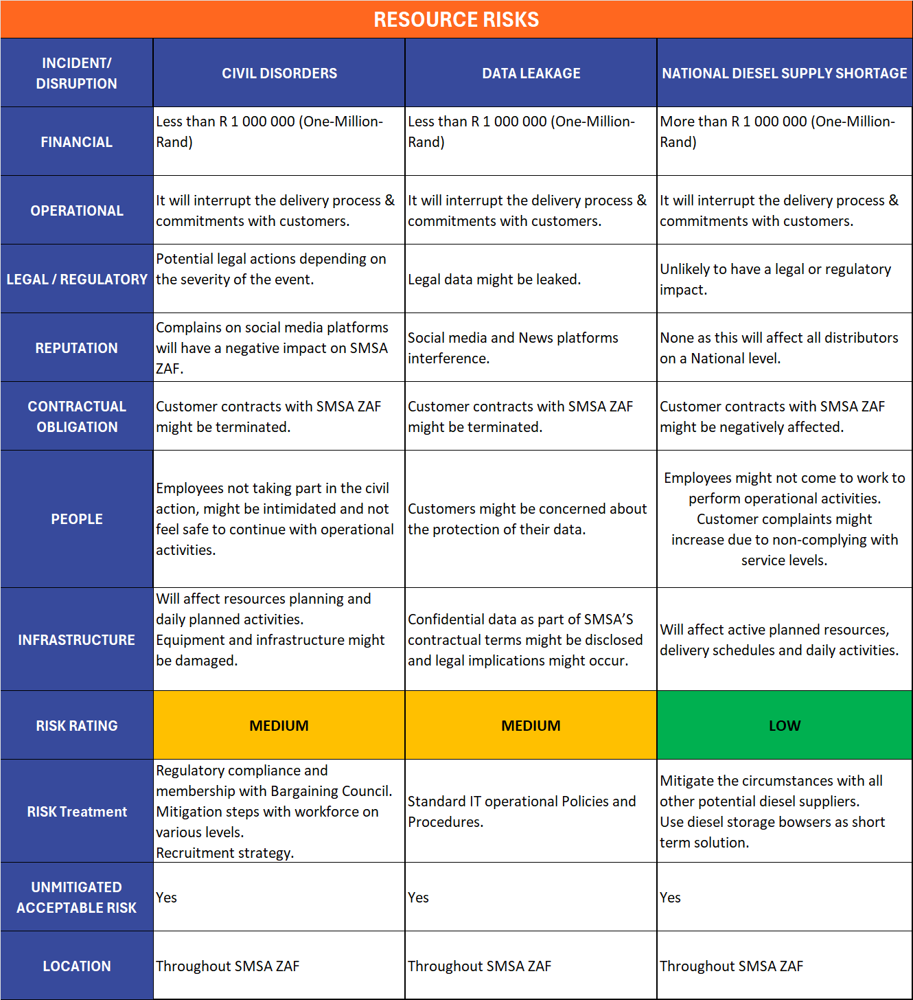 RESOURCE RISKS
INCIDENT/
DISRUPTION
CIVIL DISORDERS
DATA LEAKAGE
NATIONAL DIESEL SUPPLY SHORTAGE
FINANCIAL
Less than R 1 000 000 (One-Million-
Rand)
Less than R 1 000 000 (One-Million-
Rand)
More than R 1 000 000 (One-Million-
Rand)
OPERATIONAL
It will interrupt the delivery process &
commitments with customers.
It will interrupt the delivery process &
commitments with customers.
It will interrupt the delivery process &
commitments with customers.
LEGAL / REGULATORY
Potential legal actions depending on
the severity of the event.
Legal data might be leaked.
Unlikely to have a legal or regulatory
impact.
REPUTATION
Complains on social media platforms
will have a negative impact on SMSA
ZAF.
Social media and News platforms
interference.
None as this will affect all distributors
on a National level.
CONTRACTUAL
OBLIGATION
Customer contracts with SMSA ZAF
might be terminated.
Customer contracts with SMSA ZAF
might be terminated.
Customer contracts with SMSA ZAF
might be negatively affected.
PEOPLE
Employees not taking part in the civil
action, might be intimidated and not
feel safe to continue with operational
activities.
Customers might be concerned about
the protection of their data.
Employees might not come to work to
perform operational activities.
Customer complaints might
increase due to non-complying with
service levels.
INFRASTRUCTURE
Will affect resources planning and
daily planned activities.
Equipment and infrastructure might
be damaged.
Confidential data as part of SMSA’S
contractual terms might be disclosed
and legal implications might occur.
Will affect active planned resources,
delivery schedules and daily activities.
RISK RATING
MEDIUM
MEDIUM
LOW
RISK Treatment
Regulatory compliance and
membership with Bargaining Council.
Mitigation steps with workforce on
various levels.
Recruitment strategy.
Standard IT operational Policies and
Procedures.
Mitigate the circumstances with all
other potential diesel suppliers.
Use diesel storage bowsers as short
term solution.
UNMITIGATED
ACCEPTABLE RISK
Yes
Yes
Yes
LOCATION
Throughout SMSA ZAF
Throughout SMSA ZAF
Throughout SMSA ZAF